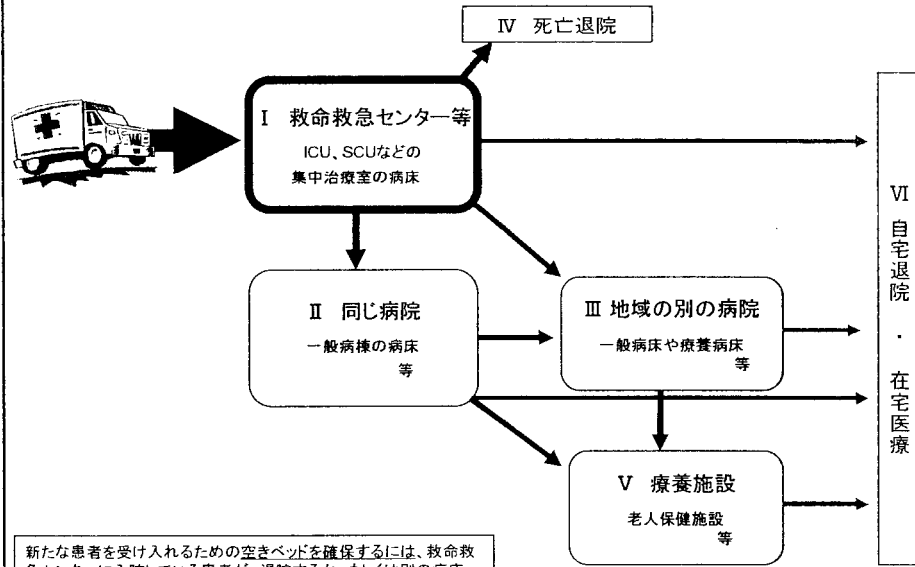 Ⅳ 死亡退院
Ⅰ 救命救急センター等
ICU、SCUなどの
集中治療室の病床
Ⅱ 同じ病院
一般病棟の病床
等
Ⅲ 地域の別の病院
一般病床や療養病床
等
Ⅴ 療養施設
老人保健施設
等
Ⅵ 自宅退院・在宅医療
新たな患者を受け入れるための空きベッドを確保するには、救命救